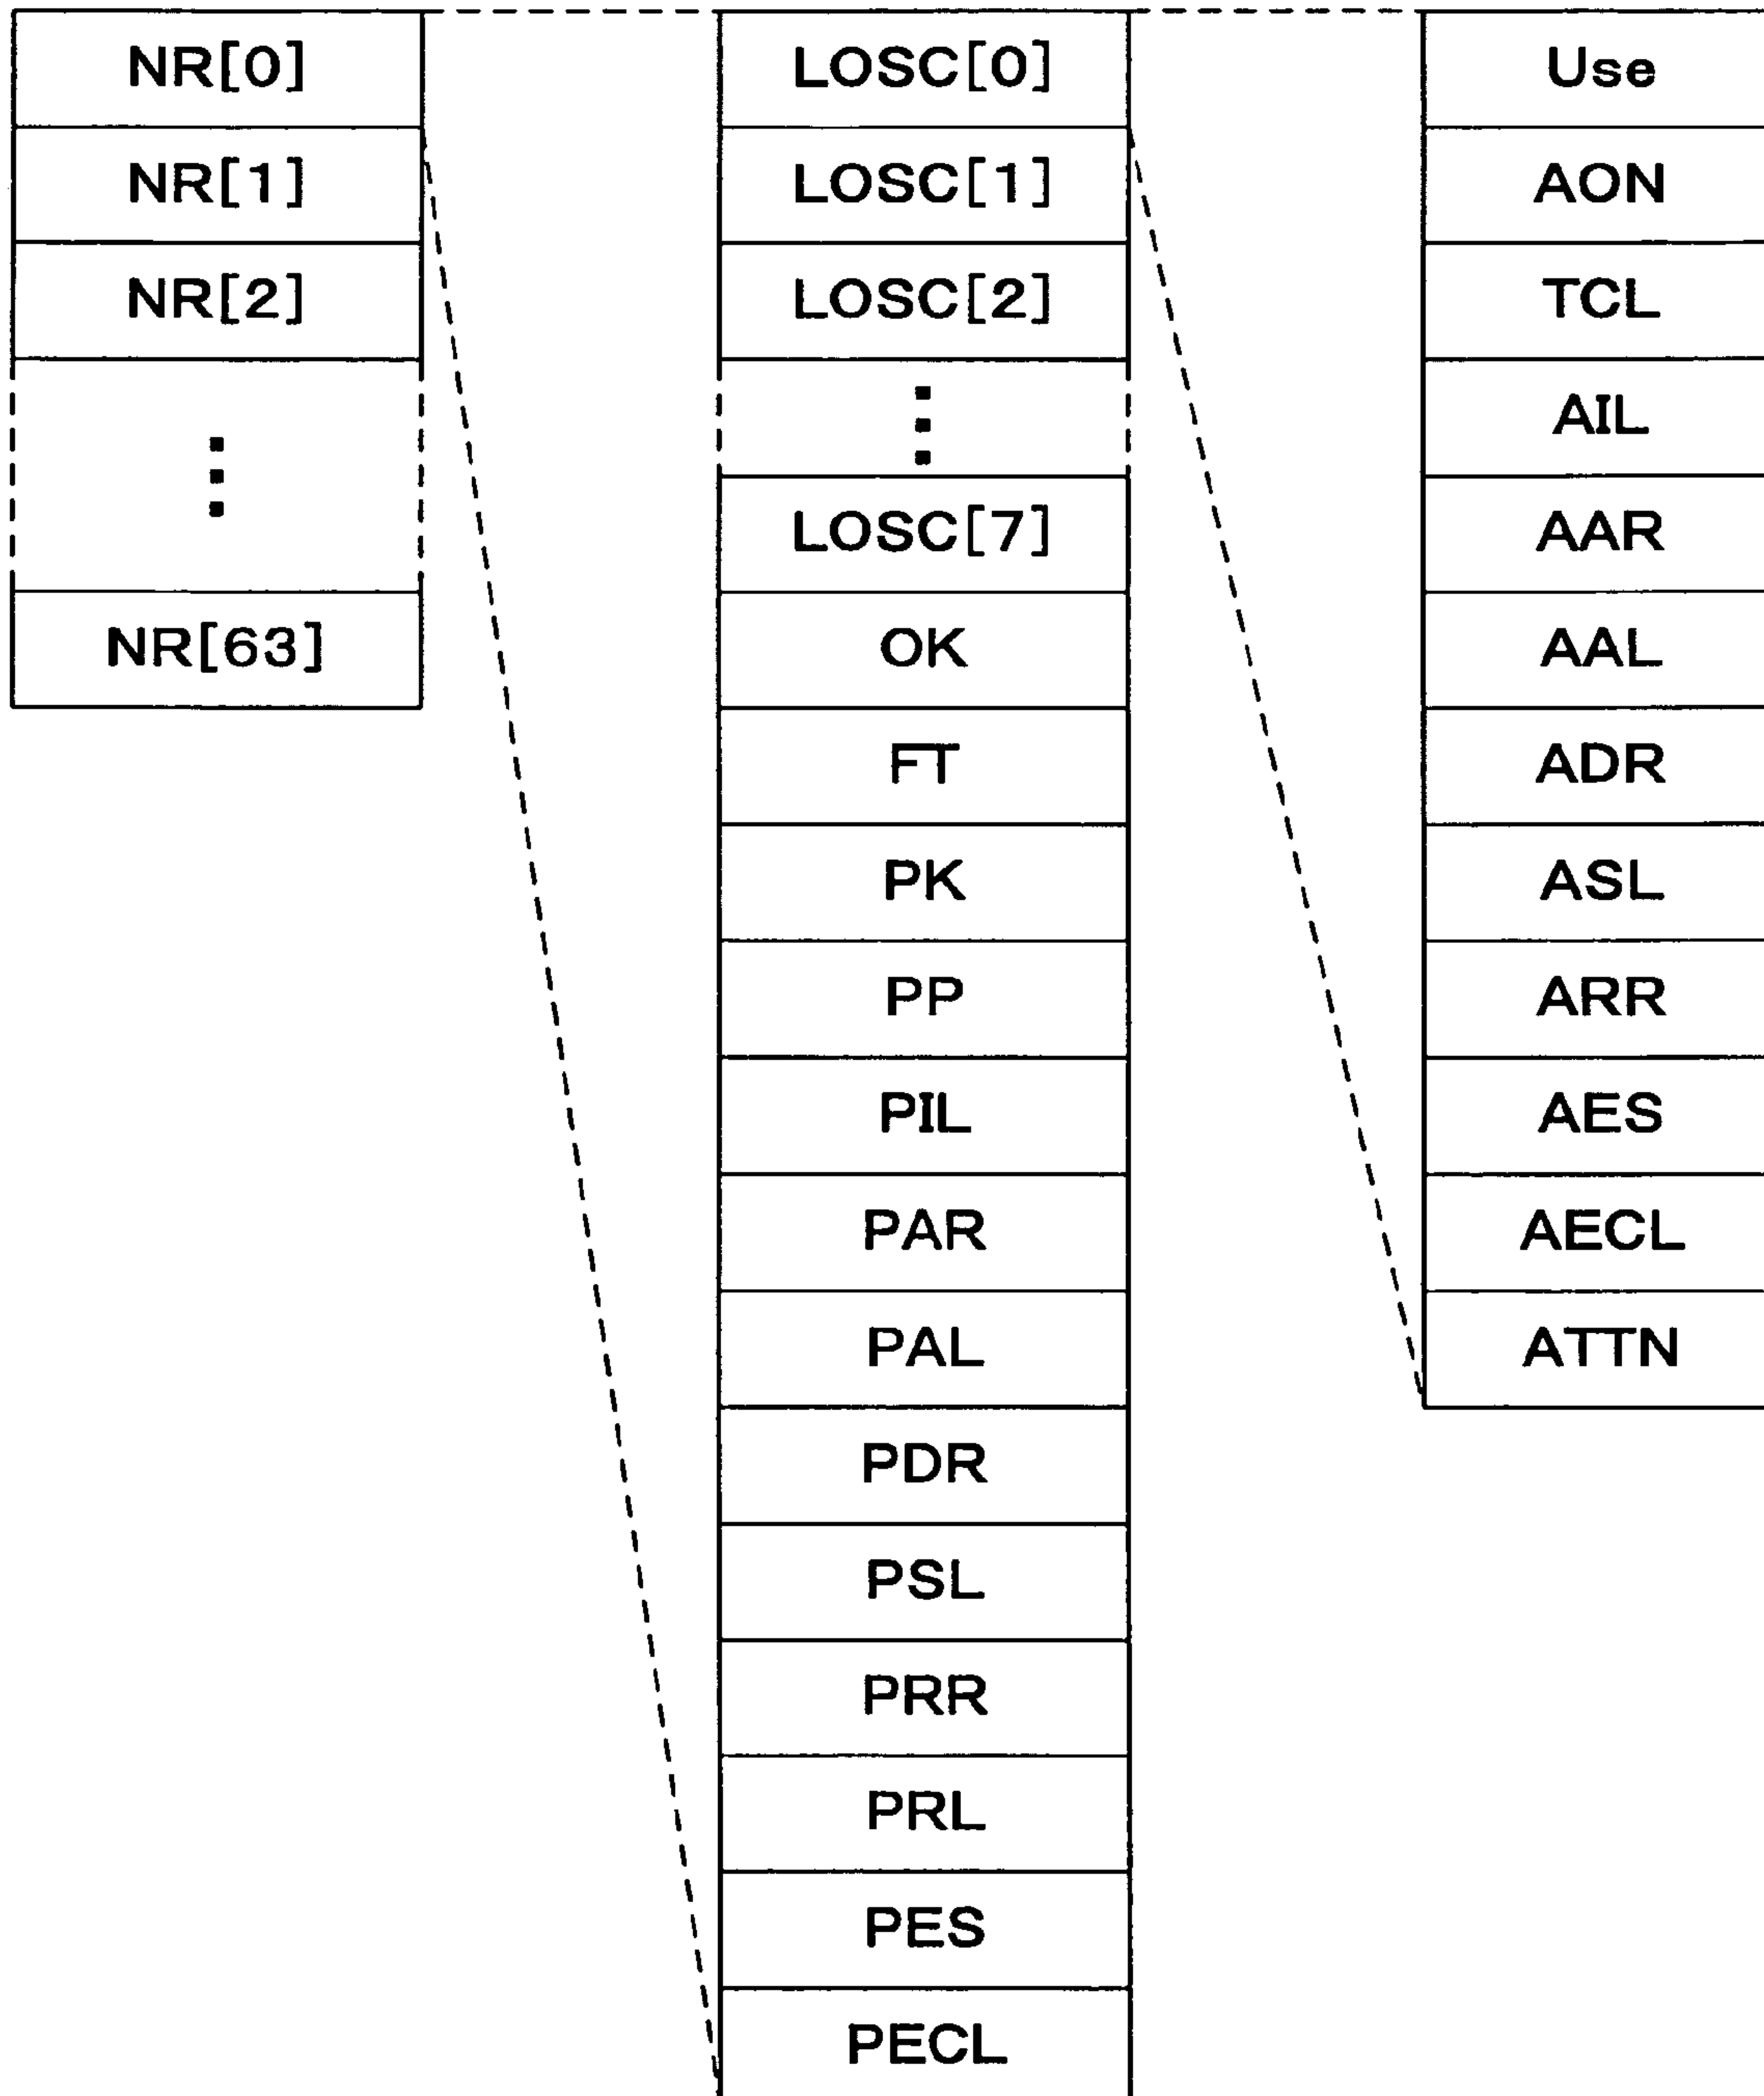 NR[0]
NR[1]
NR[2]
NR[63]
LOSC[0]
LOSC[1]
LOSC[2]
LOSC[7]
OK
FT
PK
PP
PIL
PAR
PAL
PDR
PSL
PRR
PRL
PES
PECL
Use
AON
TCL
AIL
AAR
AAL
ADR
ASL
ARR
AES
AECL
ATTN